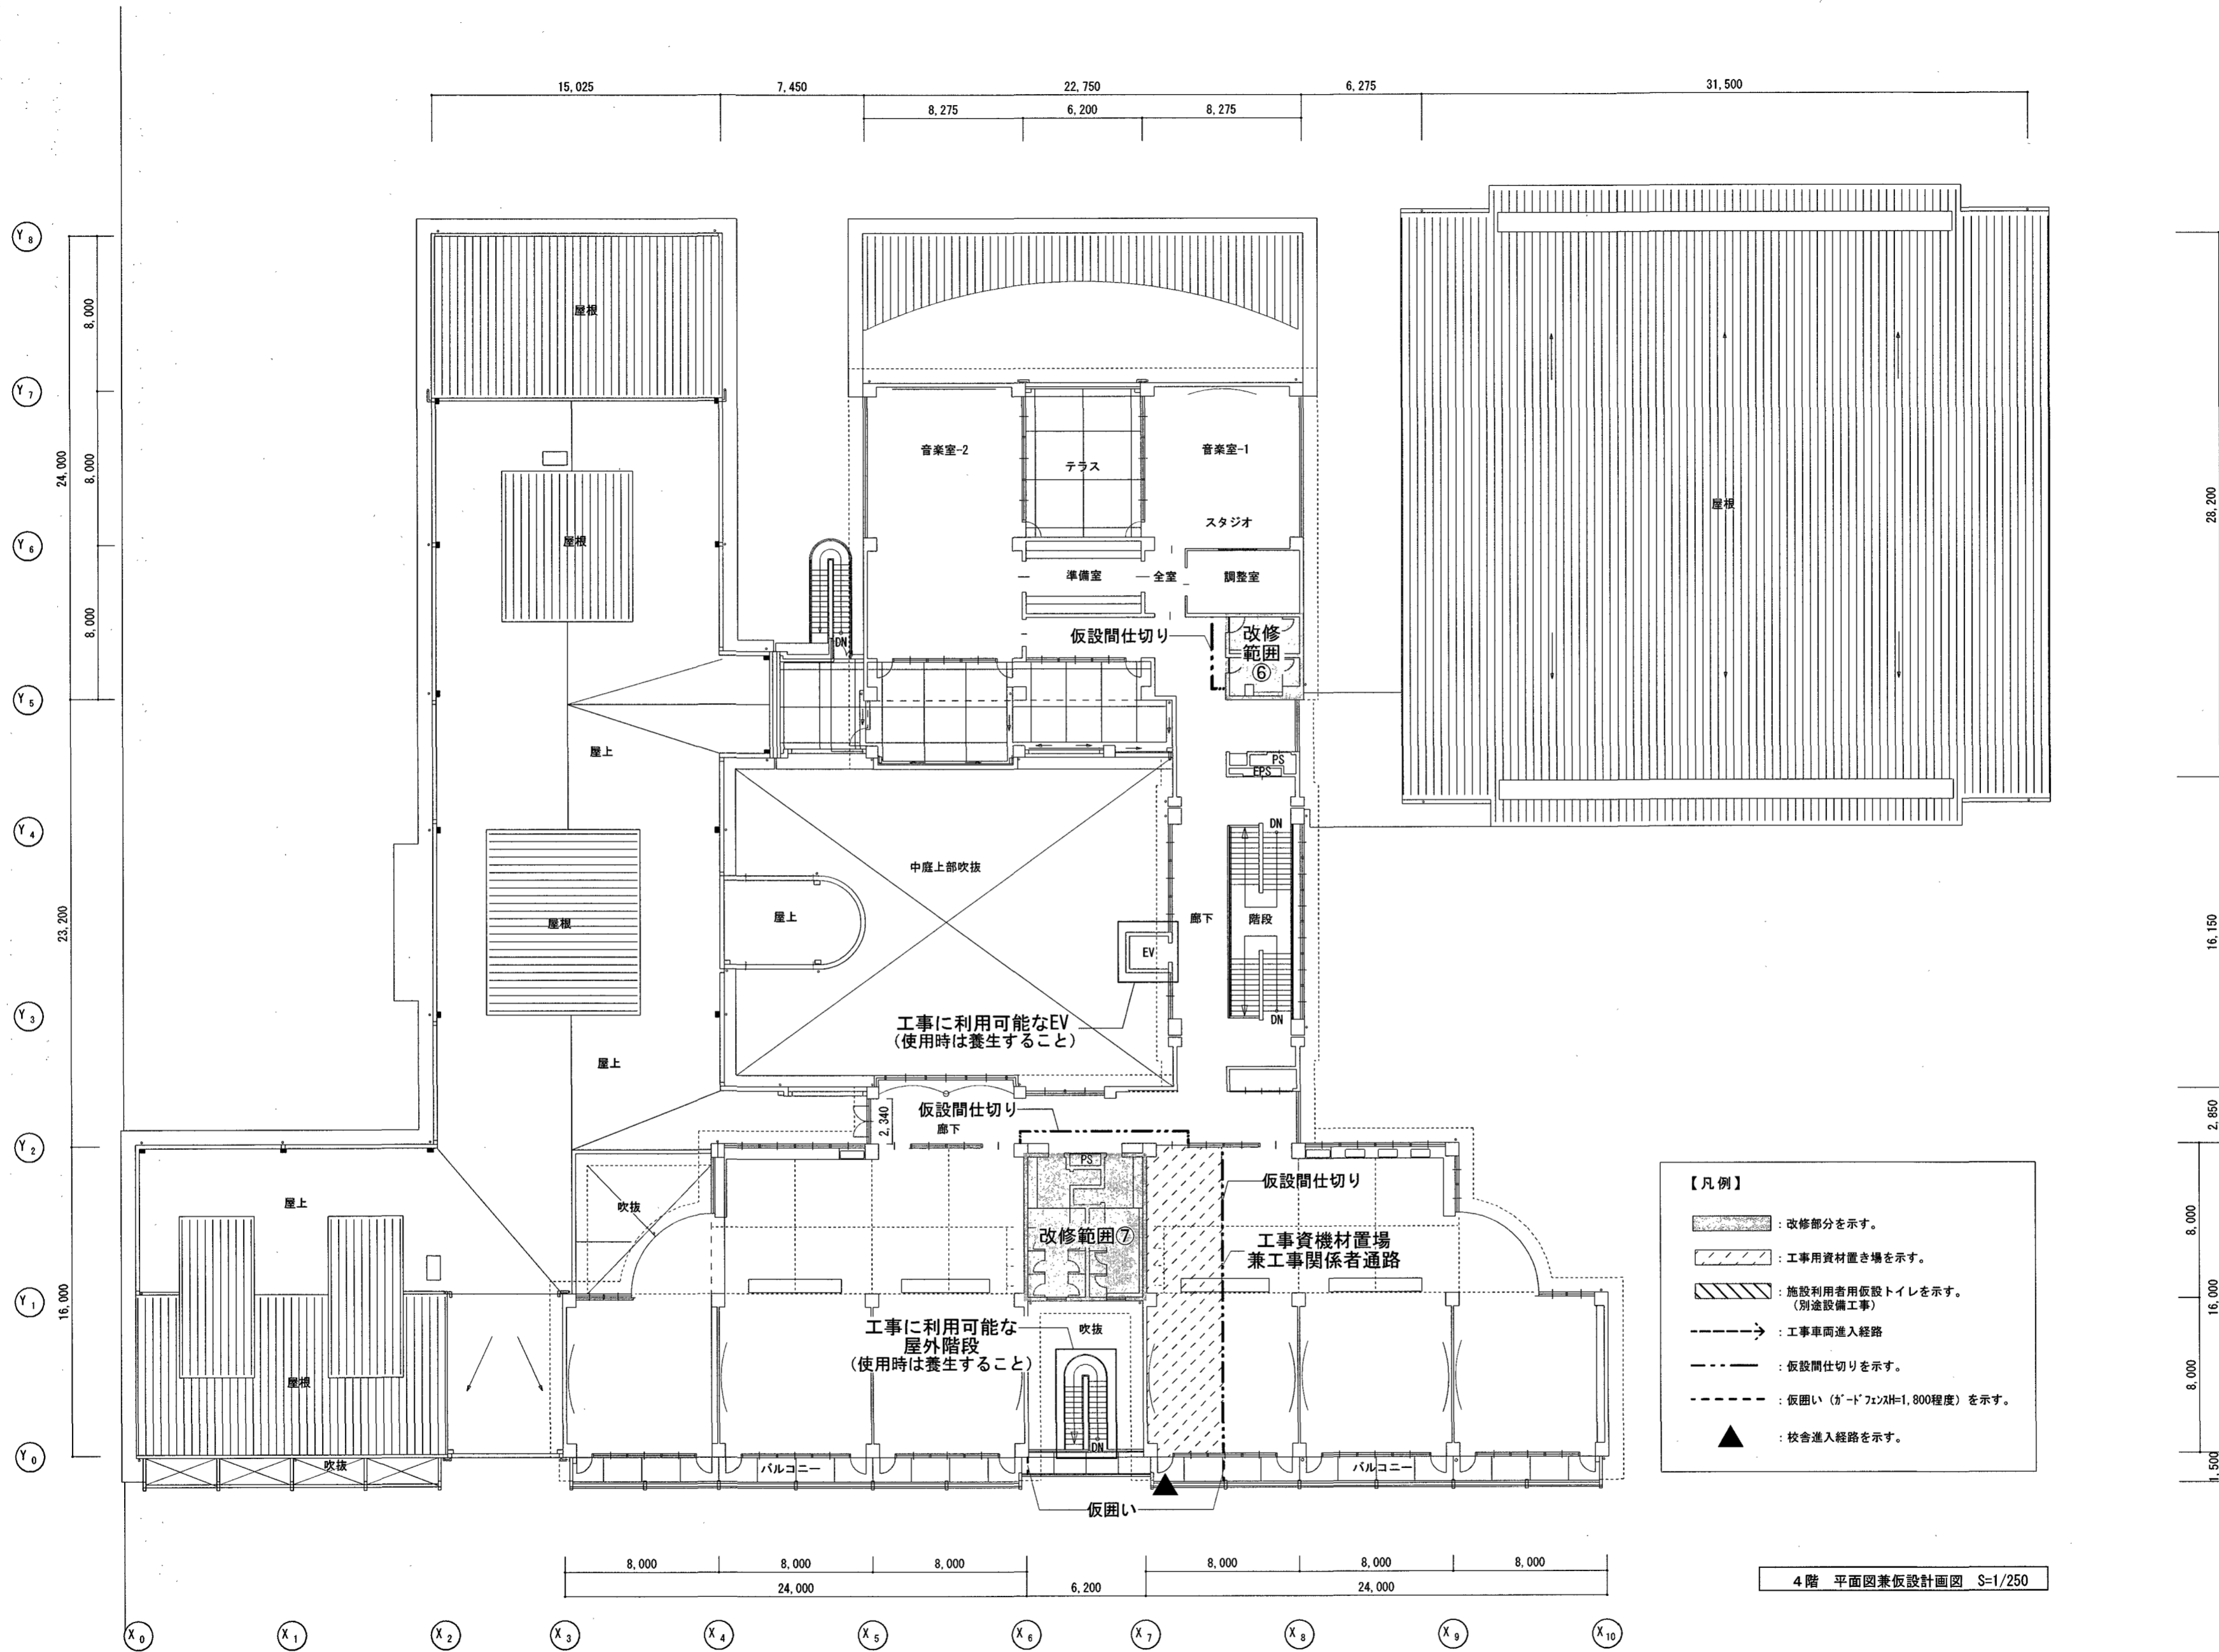 15,025
7,450
22,750
6,275
31,500
8,275
6,200
8,275
Y8
8,000
屋根
Y7
24,000
8,000
音楽室-2
テラス
音楽室-1
屋根
28,200
スタジオ
Y6
屋根
準備室
全室
調整室
8,000
DN
仮設間仕切り
改修
範囲
⑥
Y5
屋上
PS
EPS
Y4
DN
中庭上部吹抜
23,200
屋根
屋上
廊下
階段
16,150
EV
Y3
工事に利用可能なEV
(使用時は養生すること)
DN
屋上
2,340
仮設間仕切り
廊下
2,850
Y2
PS
仮設間仕切り
屋上
吹抜
改修範囲⑦
工事資機材置場
兼工事関係者通路
8,000
Y1
16,000
工事に利用可能な
屋外階段
(使用時は養生すること)
吹抜
16,000
屋根
8,000
DN
Y0
吹抜
バルコニー
バルコニー
1,500
仮囲い
【凡例】
:改修部分を示す。
:工事用資材置き場を示す。
:施設利用者用仮設トイレを示す。
(別途設備工事)
:工事車両進入経路
:仮設間仕切りを示す。
:仮囲い(ガードフェンスH=1,800程度)を示す。
:校舎進入経路を示す。
8,000
8,000
8,000
8,000
8,000
8,000
24,000
6,200
24,000
4階 平面図兼仮設計画図 S=1/250
X0
X1
X2
X3
X4
X5
X6
X7
X8
X9
X10